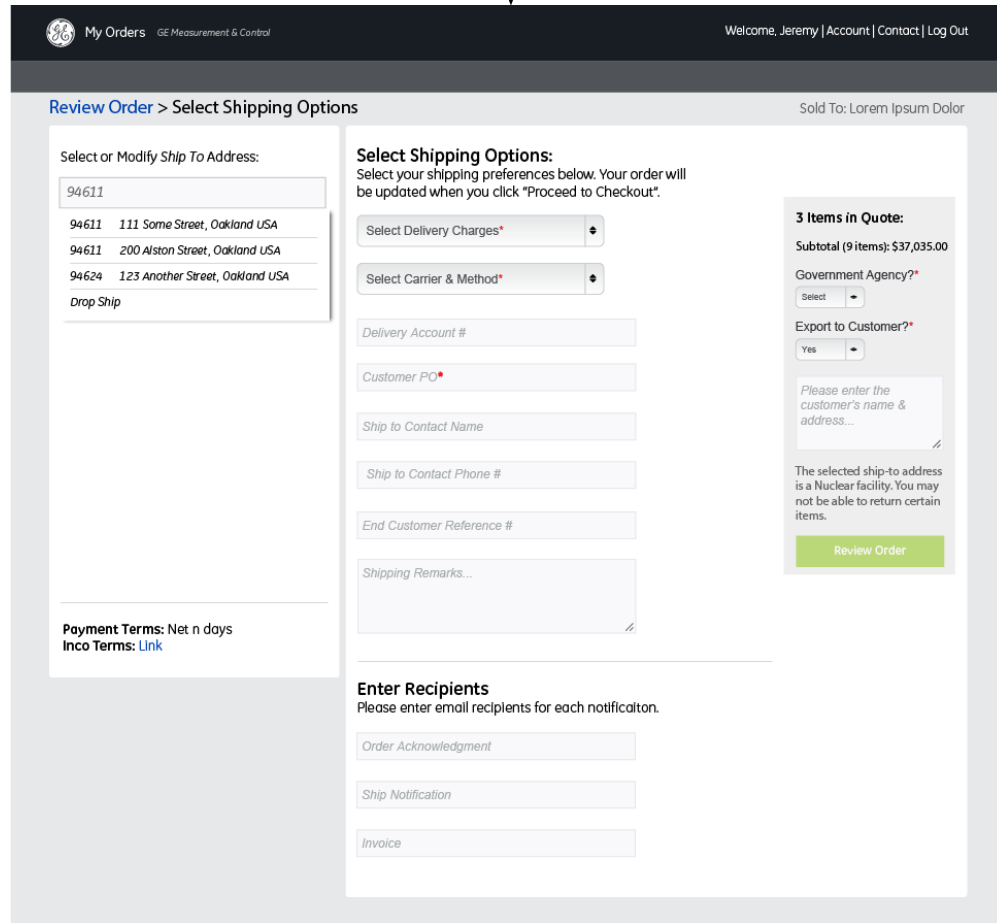 My Orders GE Measurement & Control
Welcome, Jeremy | Account | Contact | Log Out
Review Order > Select Shipping Options
Sold To: Lorem Ipsum Dolor
Select or Modify Ship To Address:
94611
94611 111 Some Street, Oakland USA
94611 200 Alston Street, Oakland USA
94624 123 Another Street, Oakland USA
Drop Ship
Payment Terms: Net n days
Inco Terms: Link
Select Shipping Options:
Select your shipping preferences below. Your order will
be updated when you click "Proceed to Checkout".
Select Delivery Charges*
Select Carrier & Method*
Delivery Account #
Customer PO*
Ship to Contact Name
Ship to Contact Phone #
End Customer Reference #
Shipping Remarks...
Enter Recipients
Please enter email recipients for each notificaiton.
Order Acknowledgment
Ship Notification
Invoice
3 Items in Quote:
Subtotal (9 items): $37,035.00
Government Agency?*
Select
Export to Customer?*
Yes
Please enter the
customer's name &
address...
The selected ship-to address
is a Nuclear facility. You may
not be able to return certain
items.
Review Order